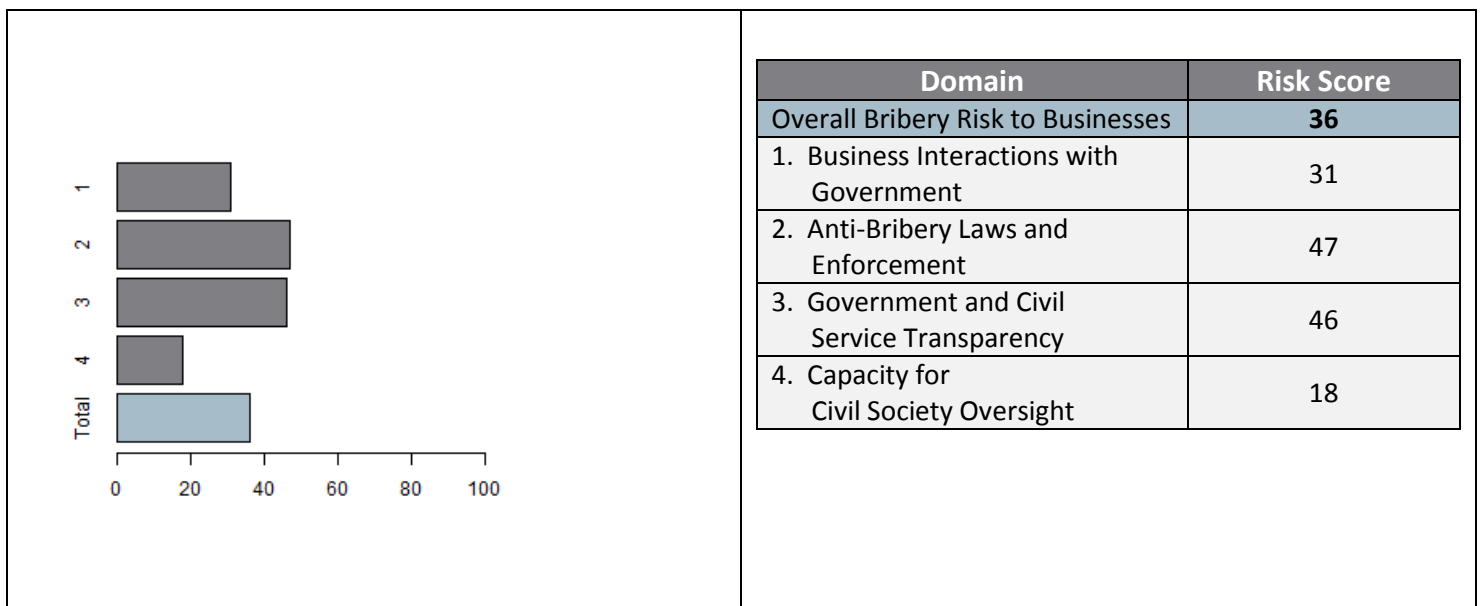 1
2
3
4
Total
0 20 40 60 80 100
Domain Risk Score
Overall Bribery Risk to Businesses 36
1. Business Interactions with
Government
31
2. Anti-Bribery Laws and
Enforcement
47
3. Government and Civil
Service Transparency
46
4. Capacity for
Civil Society Oversight
18